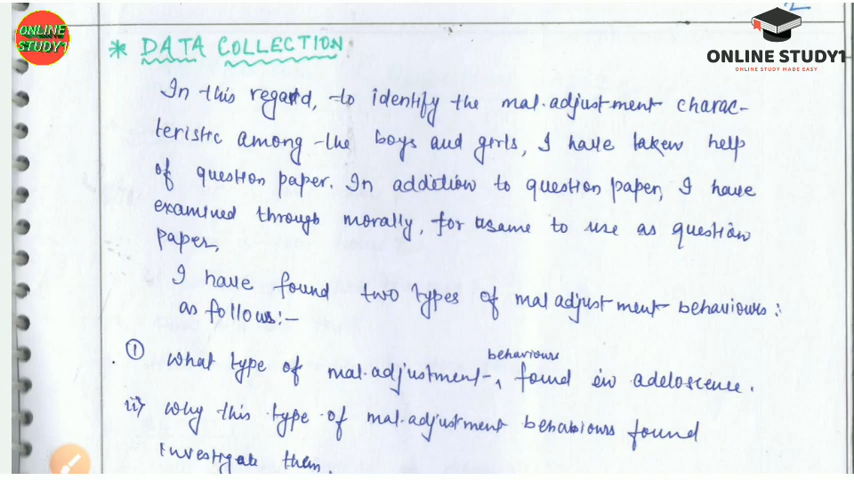 ONLINE
STUDY1
ONLINE STUDY1
ONLINE STUDY MADE EASY
* DATA COLLECTION
In this regard, to identify the mal-adjustment charac-
teristic among the boys and girls, I have taken help
of question paper. In addition to question paper, I have
examined through morally, for usame to use as question
paper,
I have found two types of mal adjustment behaviours:
as follows:-
① What type of mal-adjustment behaviours found in adeloscence.
ii) Why this type of mal-adjustment behaviours found
investigate them.